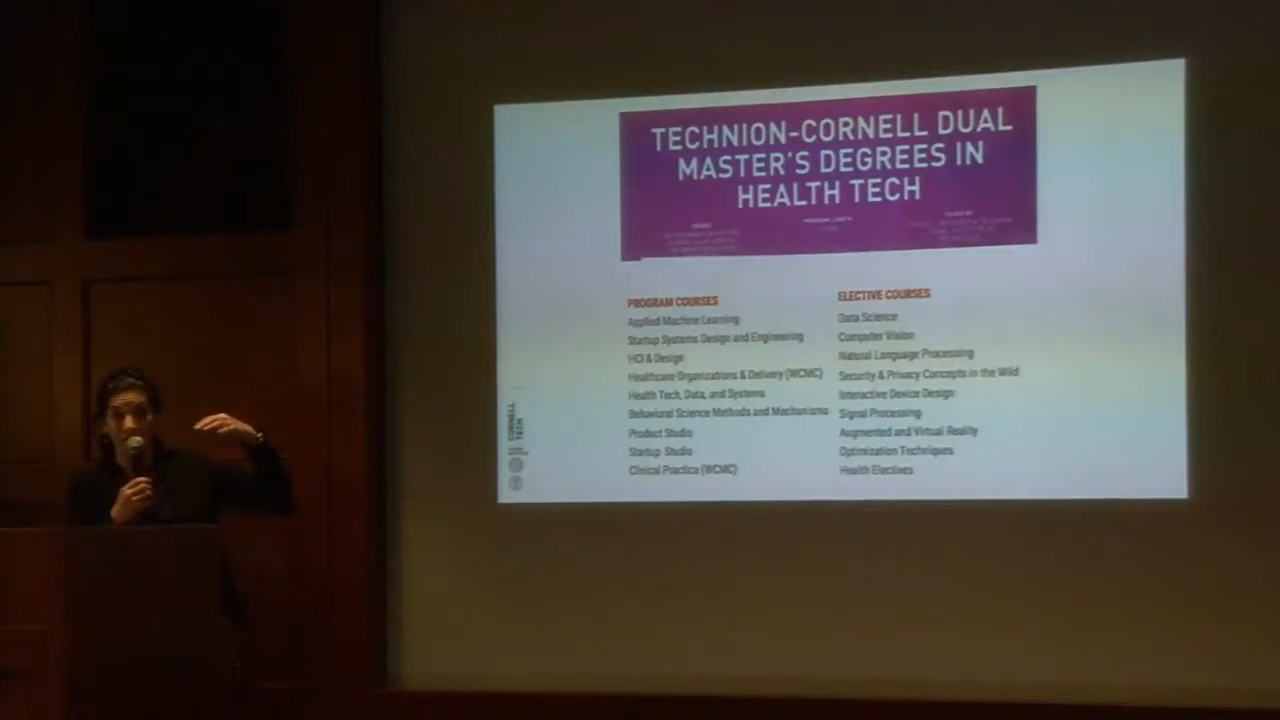 TECHNION-CORNELL DUAL
MASTER'S DEGREES IN
HEALTH TECH
PROGRAM COURSES
Applied Machine Learning
Startup Systems Design and Engineering
HCI & Design
Healthcare Organizations & Delivery (WCMC)
Health Tech, Data, and Systems
Behavioral Science Methods and Mechanisms
Product Studio
Startup Studio
Clinical Practica (WCMC)
ELECTIVE COURSES
Data Science
Computer Vision
Natural Language Processing
Security & Privacy Concepts in the Wild
Interactive Device Design
Signal Processing
Augmented and Virtual Reality
Optimization Techniques
Health Electives
CORNELL
TECH